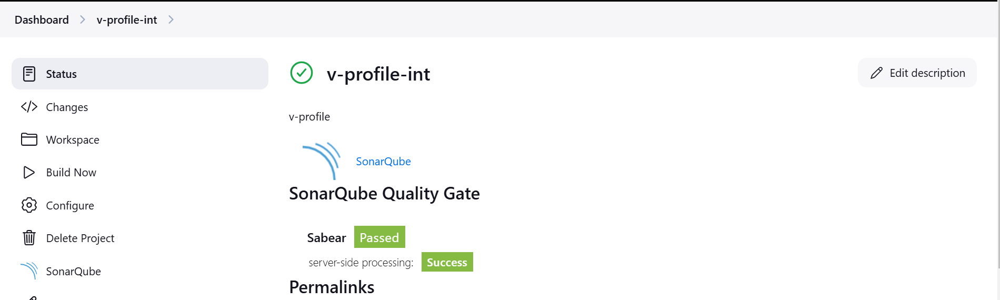 Dashboard
v-profile-int
Status
Changes
Workspace
Build Now
Configure
Delete Project
SonarQube
v-profile-int
Edit description
v-profile
SonarQube
SonarQube Quality Gate
Sabear Passed
server-side processing: Success
Permalinks